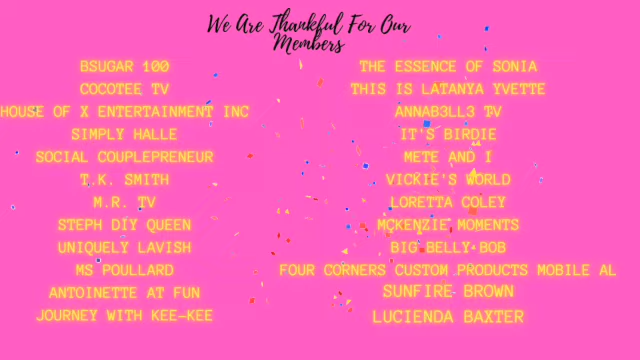 We Are Thankful For Our
Members
BSUGAR 100
COCOTEE TV
HOUSE OF X ENTERTAINMENT INC
SIMPLY HALLE
SOCIAL COUPLEPRENEUR
T.K. SMITH
M.R. TV
STEPH DIY QUEEN
UNIQUELY LAVISH
MS POULLARD
ANTOINETTE AT FUN
JOURNEY WITH KEE-KEE
THE ESSENCE OF SONIA
THIS IS LATANYA YVETTE
ANNAB3LL3 TV
IT'S BIRDIE
METE AND I
VICKIE'S WORLD
LORETTA COLEY
MCKENZIE MOMENTS
BIG BELLY BOB
FOUR CORNERS CUSTOM PRODUCTS MOBILE AL
SUNFIRE BROWN
LUCIENDA BAXTER